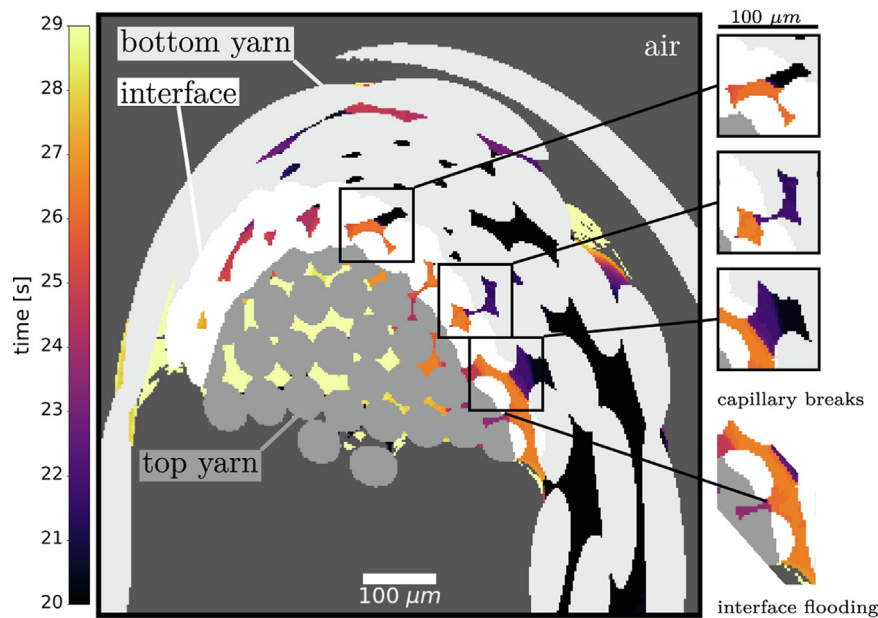 29
28
27
26
25
24
23
22
21
20
time [s]
bottom yarn
interface
air
top yarn
100 μm
100 μm
capillary breaks
interface flooding